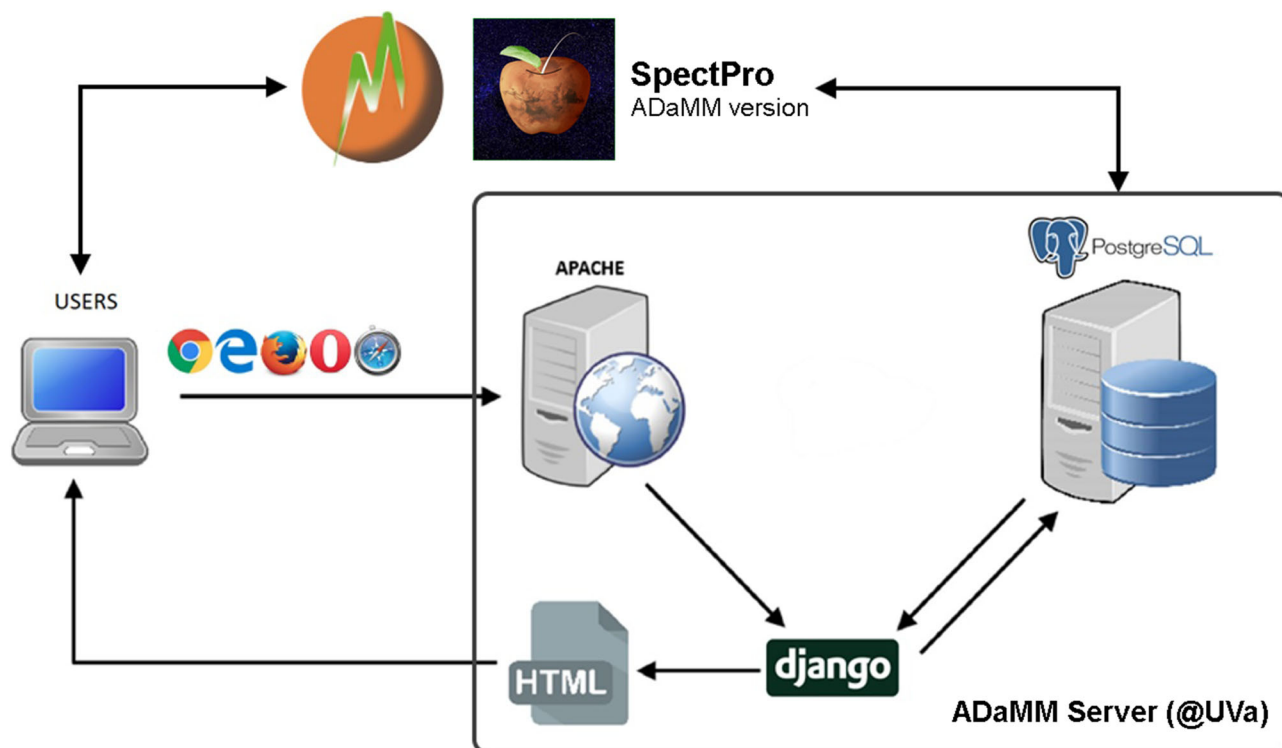 SpectPro
ADaMM version
USERS
APACHE
PostgreSQL
HTML
django
ADaMM Server (@UVa)